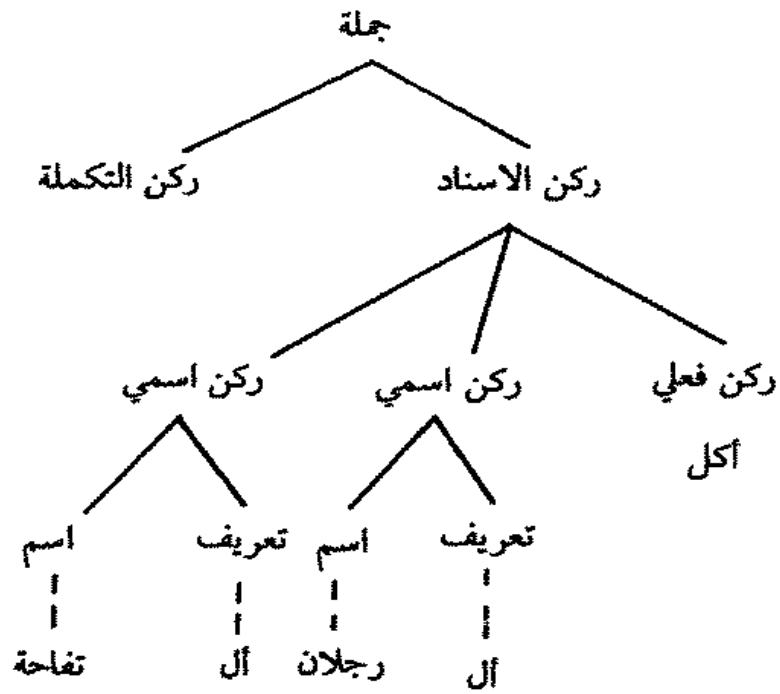 جملة
ركن الاسناد ركن التكملة
ركن فعلي ركن اسمي ركن اسمي
أكل
تعريف اسم تعريف اسم
أل رجلان أل تفاحة